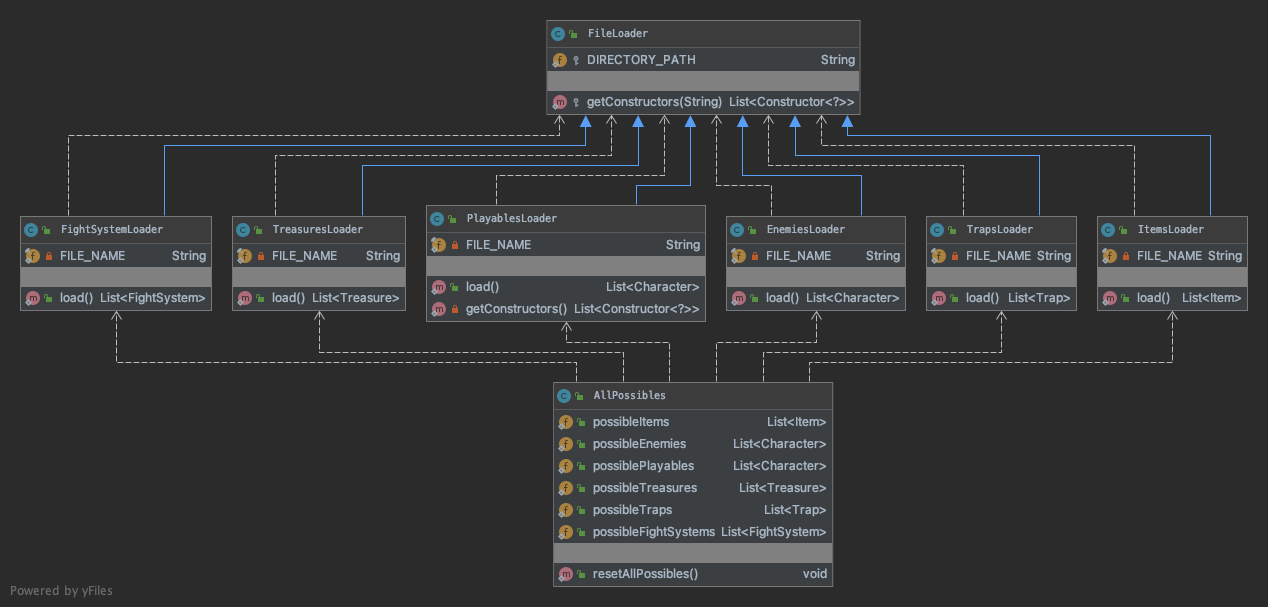 FileLoader
DIRECTORY_PATH String
getConstructors(String) List<Constructor<?>>
FightSystemLoader
FILE_NAME String
load() List<FightSystem>
TreasuresLoader
FILE_NAME String
load() List<Treasure>
PlayablesLoader
FILE_NAME String
load() List<Character>
getConstructors() List<Constructor<?>>
EnemiesLoader
FILE_NAME String
load() List<Character>
TrapsLoader
FILE_NAME String
load() List<Trap>
ItemsLoader
FILE_NAME String
load() List<Item>
AllPossibles
possibleItems List<Item>
possibleEnemies List<Character>
possiblePlayables List<Character>
possibleTreasures List<Treasure>
possibleTraps List<Trap>
possibleFightSystems List<FightSystem>
resetAllPossibles() void
Powered by yFiles